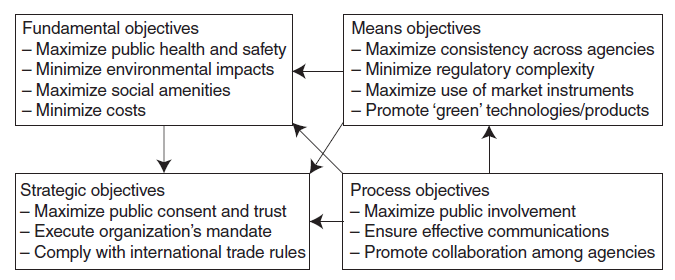 Fundamental objectives
– Maximize public health and safety
– Minimize environmental impacts
– Maximize social amenities
– Minimize costs
Means objectives
– Maximize consistency across agencies
– Minimize regulatory complexity
– Maximize use of market instruments
– Promote ‘green’ technologies/products
Strategic objectives
– Maximize public consent and trust
– Execute organization’s mandate
– Comply with international trade rules
Process objectives
– Maximize public involvement
– Ensure effective communications
– Promote collaboration among agencies